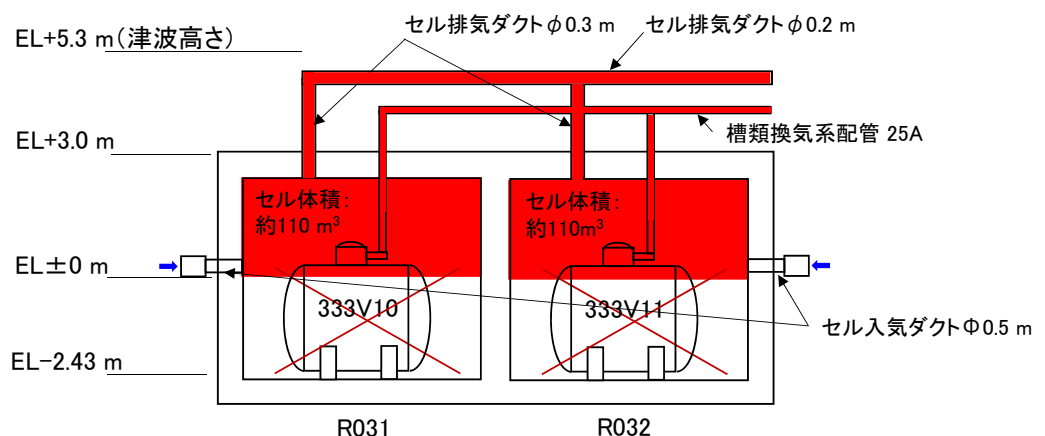 EL+5.3 m(津波高さ)
セル排気ダクトφ0.3 m
セル排気ダクトφ0.2 m
EL+3.0 m
槽類換気系配管 25A
セル体積:
約110 m³
セル体積:
約110m³
EL±0 m
333V10
333V11
セル入気ダクトΦ0.5 m
EL−2.43 m
R031
R032